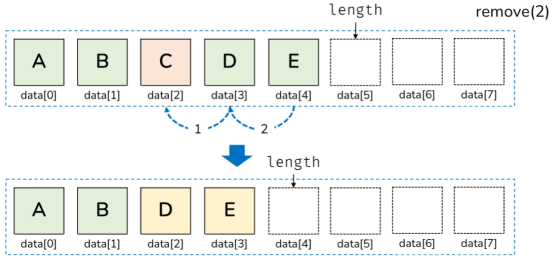 length
remove(2)
A B C D E
data[0] data[1] data[2] data[3] data[4] data[5] data[6] data[7]
1 2
length
A B D E
data[0] data[1] data[2] data[3] data[4] data[5] data[6] data[7]